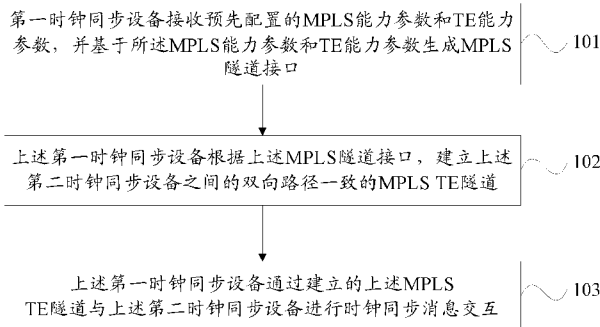 第一时钟同步设备接收预先配置的MPLS能力参数和TE能力
参数，并基于所述MPLS能力参数和TE能力参数生成MPLS
隧道接口
101
上述第一时钟同步设备根据上述MPLS隧道接口，建立上述
第二时钟同步设备之间的双向路径一致的MPLS TE隧道
102
上述第一时钟同步设备通过建立的上述MPLS
TE隧道与上述第二时钟同步设备进行时钟同步消息交互
103